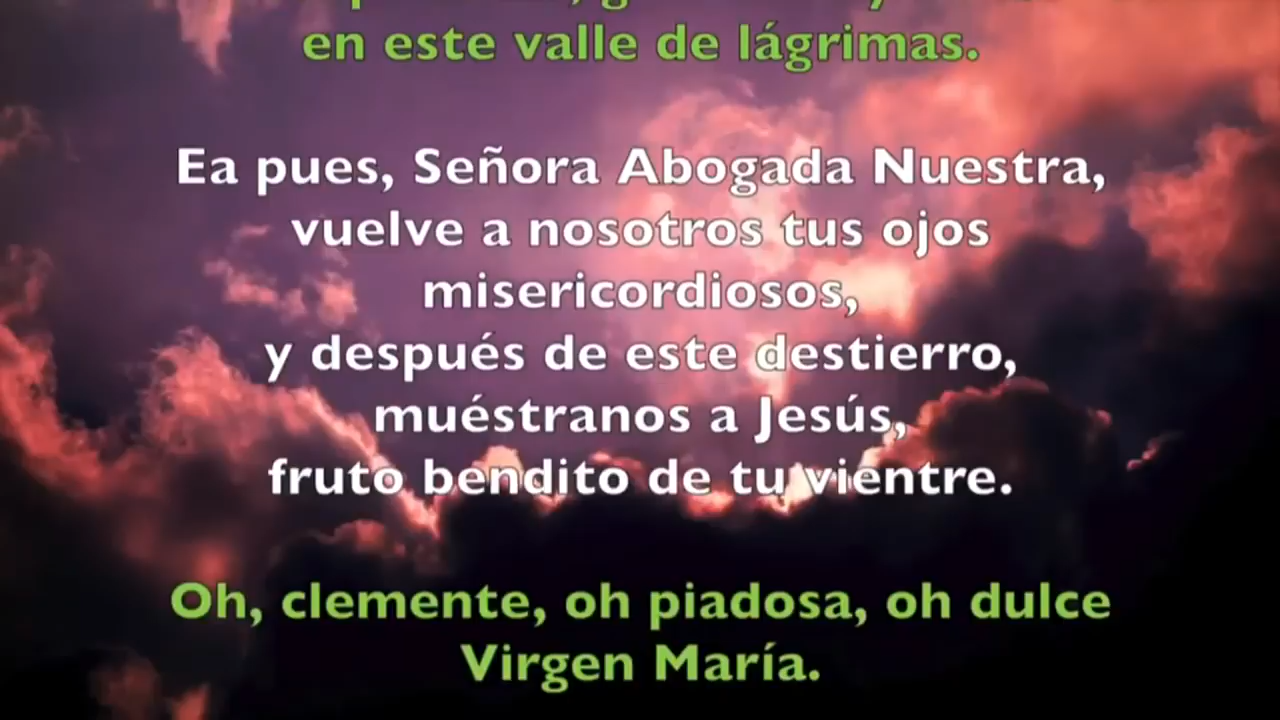 en este valle de lágrimas.
Ea pues, Señora Abogada Nuestra,
vuelve a nosotros tus ojos
misericordiosos,
y después de este destierro,
muéstranos a Jesús,
fruto bendito de tu vientre.
Oh, clemente, oh piadosa, oh dulce
Virgen María.